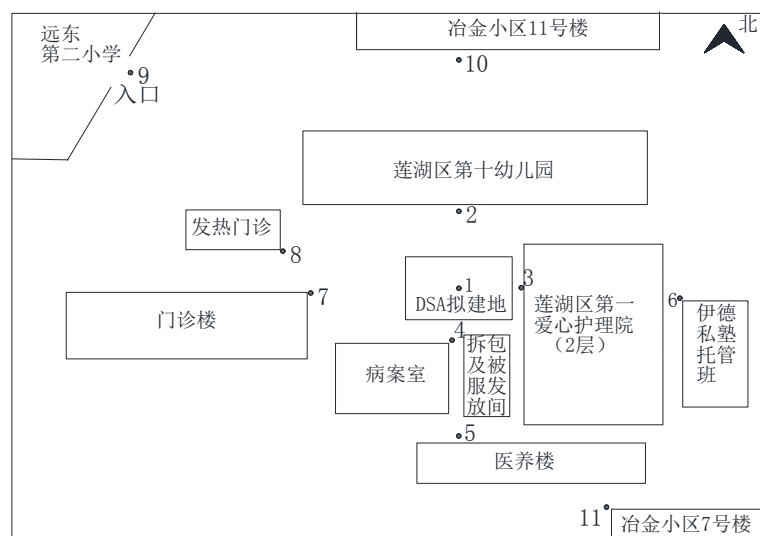 远东
第二小学
冶金小区11号楼
北
9
10
入口
莲湖区第十幼儿园
2
发热门诊
8
1
3
DSA拟建地
莲湖区第一
爱心护理院
(2层)
6
伊德
私塾
托管
班
7
门诊楼
4
拆包
及被
服发
放间
病案室
5
医养楼
11
冶金小区7号楼